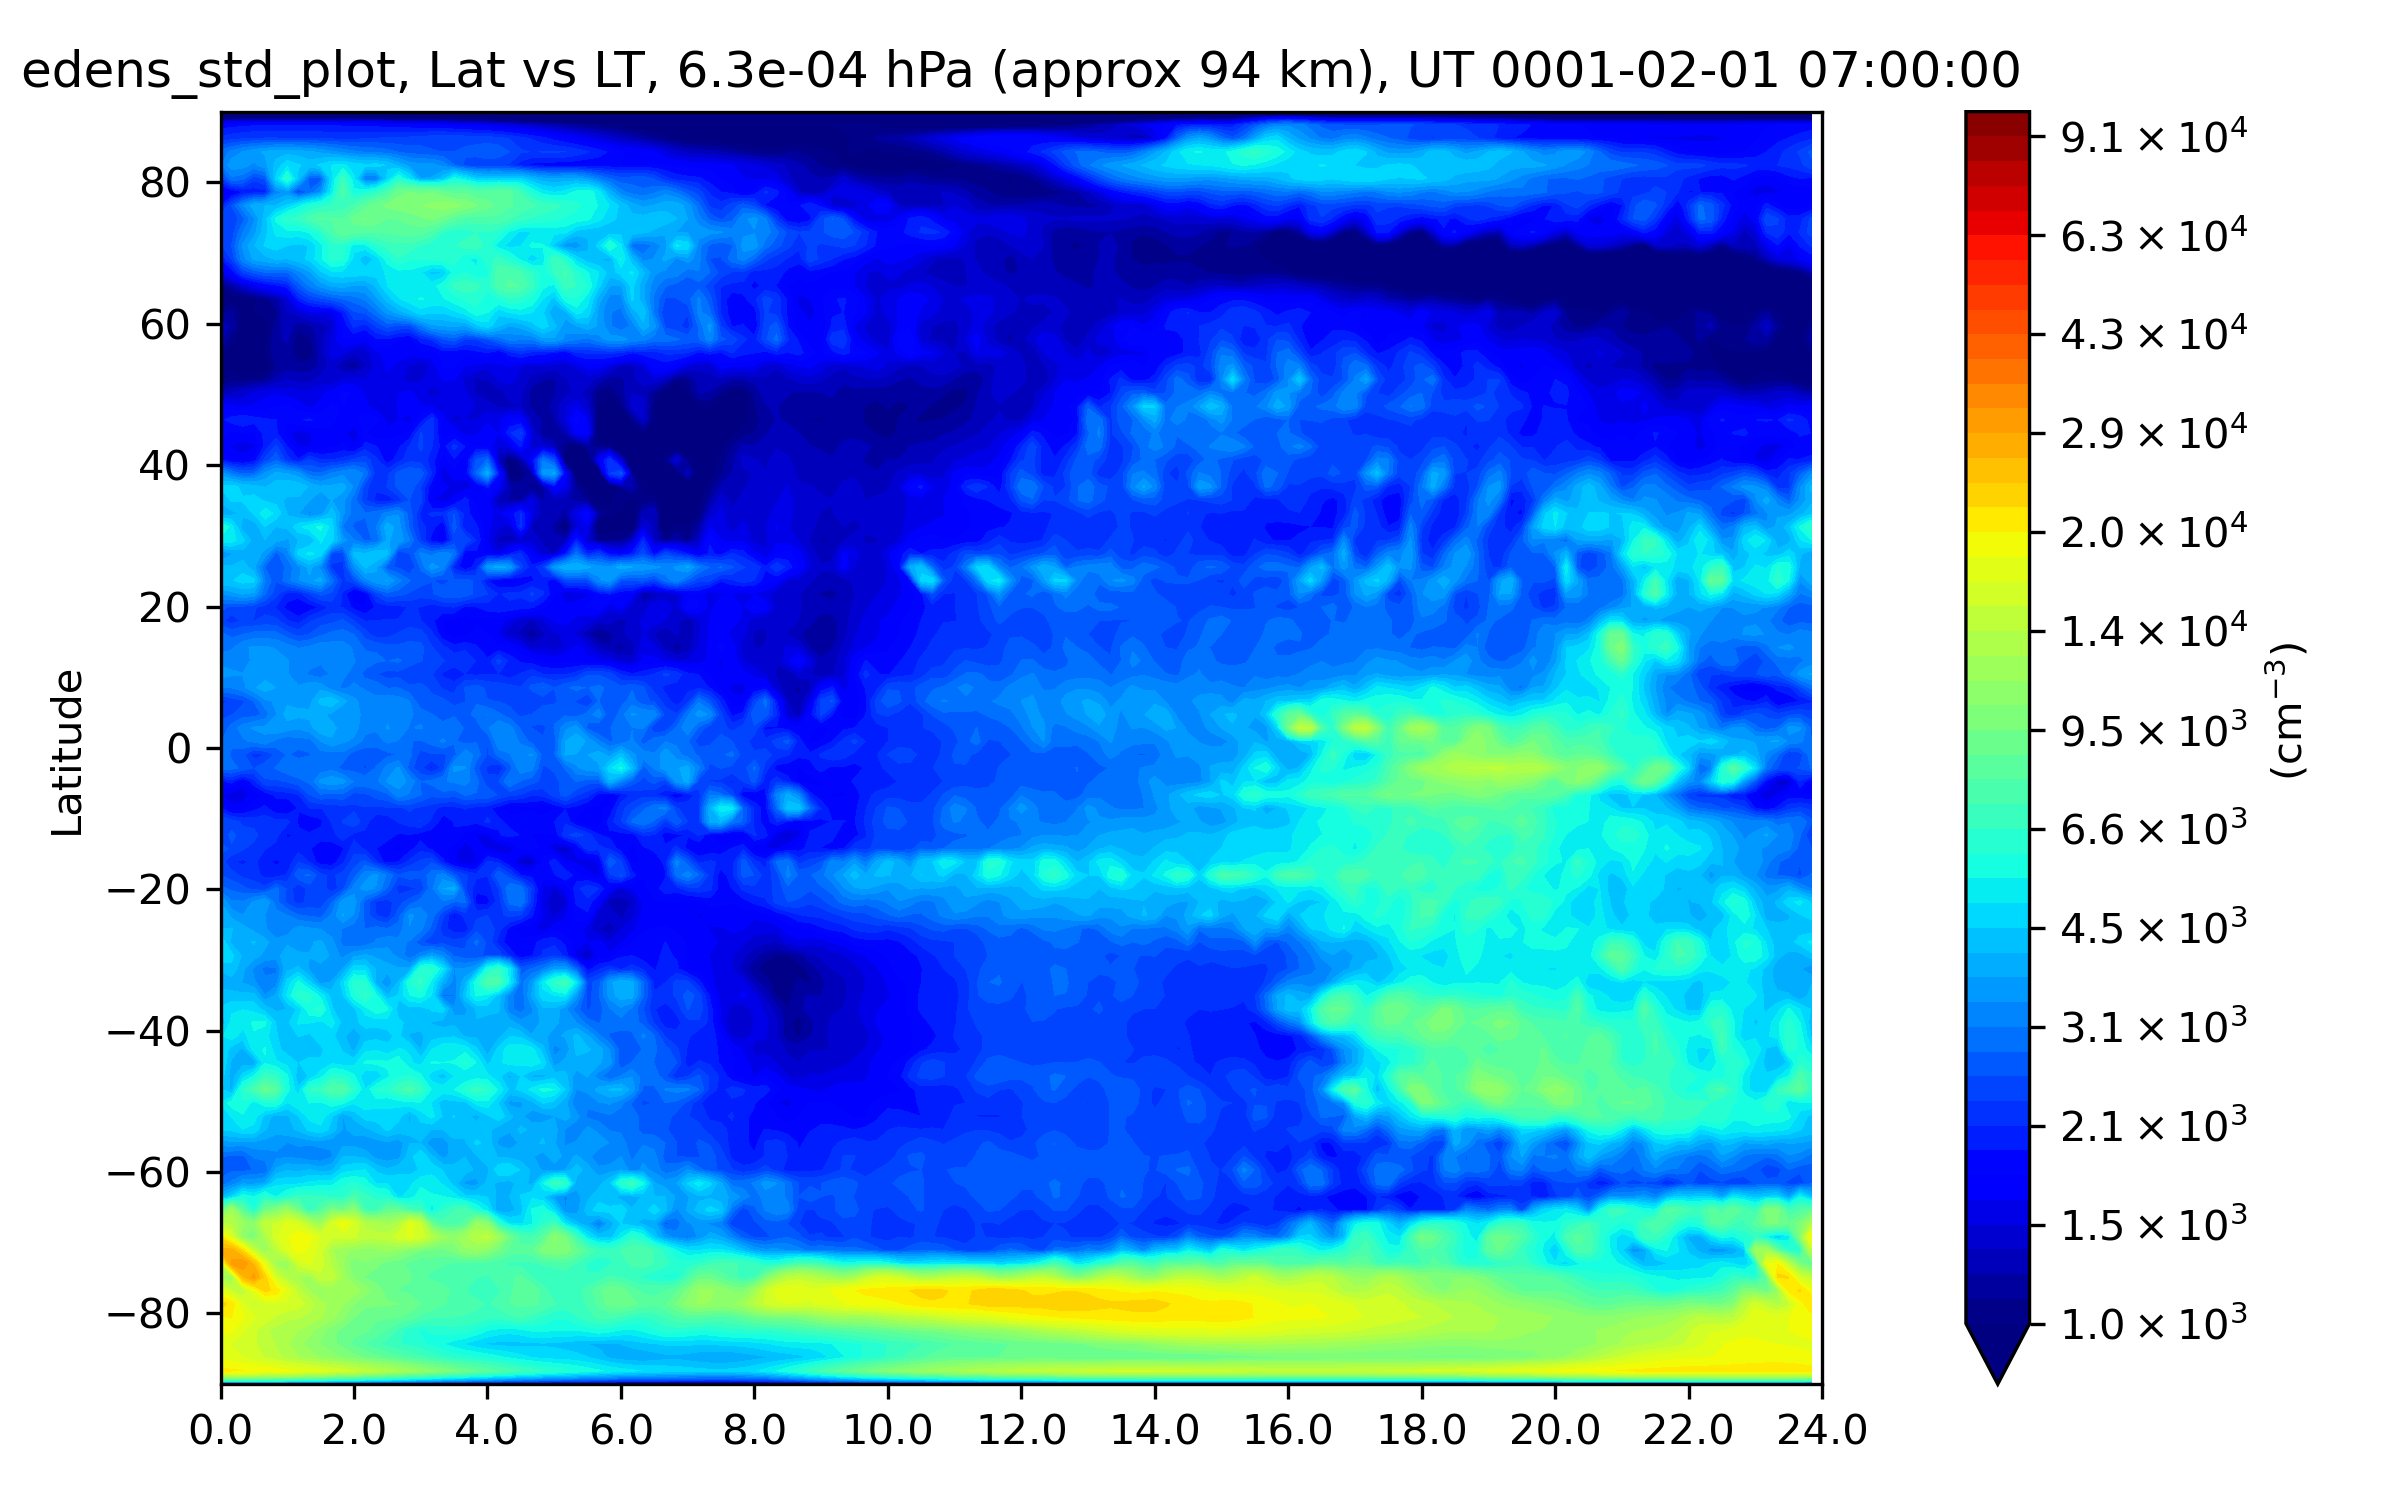 edens_std_plot, Lat vs LT, 6.3e-04 hPa (approx 94 km), UT 0001-02-01 07:00:00
Latitude
80
60
40
20
0
−20
−40
−60
−80
0.0 2.0 4.0 6.0 8.0 10.0 12.0 14.0 16.0 18.0 20.0 22.0 24.0
9.1 × 10⁴
6.3 × 10⁴
4.3 × 10⁴
2.9 × 10⁴
2.0 × 10⁴
1.4 × 10⁴
9.5 × 10³
6.6 × 10³
4.5 × 10³
3.1 × 10³
2.1 × 10³
1.5 × 10³
1.0 × 10³
(cm⁻³)